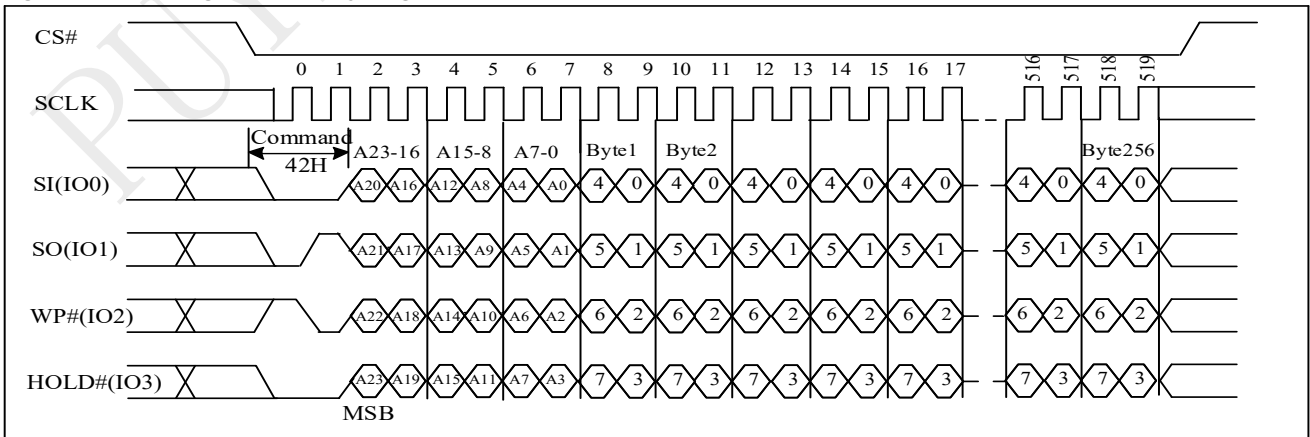 CS#
0 1 2 3 4 5 6 7 8 9 10 11 12 13 14 15 16 17 516 517 518 519
SCLK
Command
42H
A23-16 A15-8 A7-0 Byte1 Byte2 Byte256
SI(IO0) A20 A16 A12 A8 A4 A0 4 0 4 0 4 0 4 0 4 0 4 0 4 0
SO(IO1) A21 A17 A13 A9 A5 A1 5 1 5 1 5 1 5 1 5 1 5 1 5 1
WP#(IO2) A22 A18 A14 A10 A6 A2 6 2 6 2 6 2 6 2 6 2 6 2 6 2
HOLD#(IO3) A23 A19 A15 A11 A7 A3 7 3 7 3 7 3 7 3 7 3 7 3 7 3
MSB